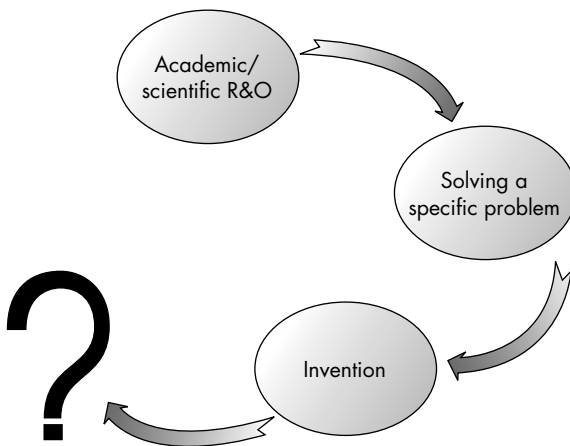 Academic/
scientific R&O
Solving a
specific problem
Invention
?